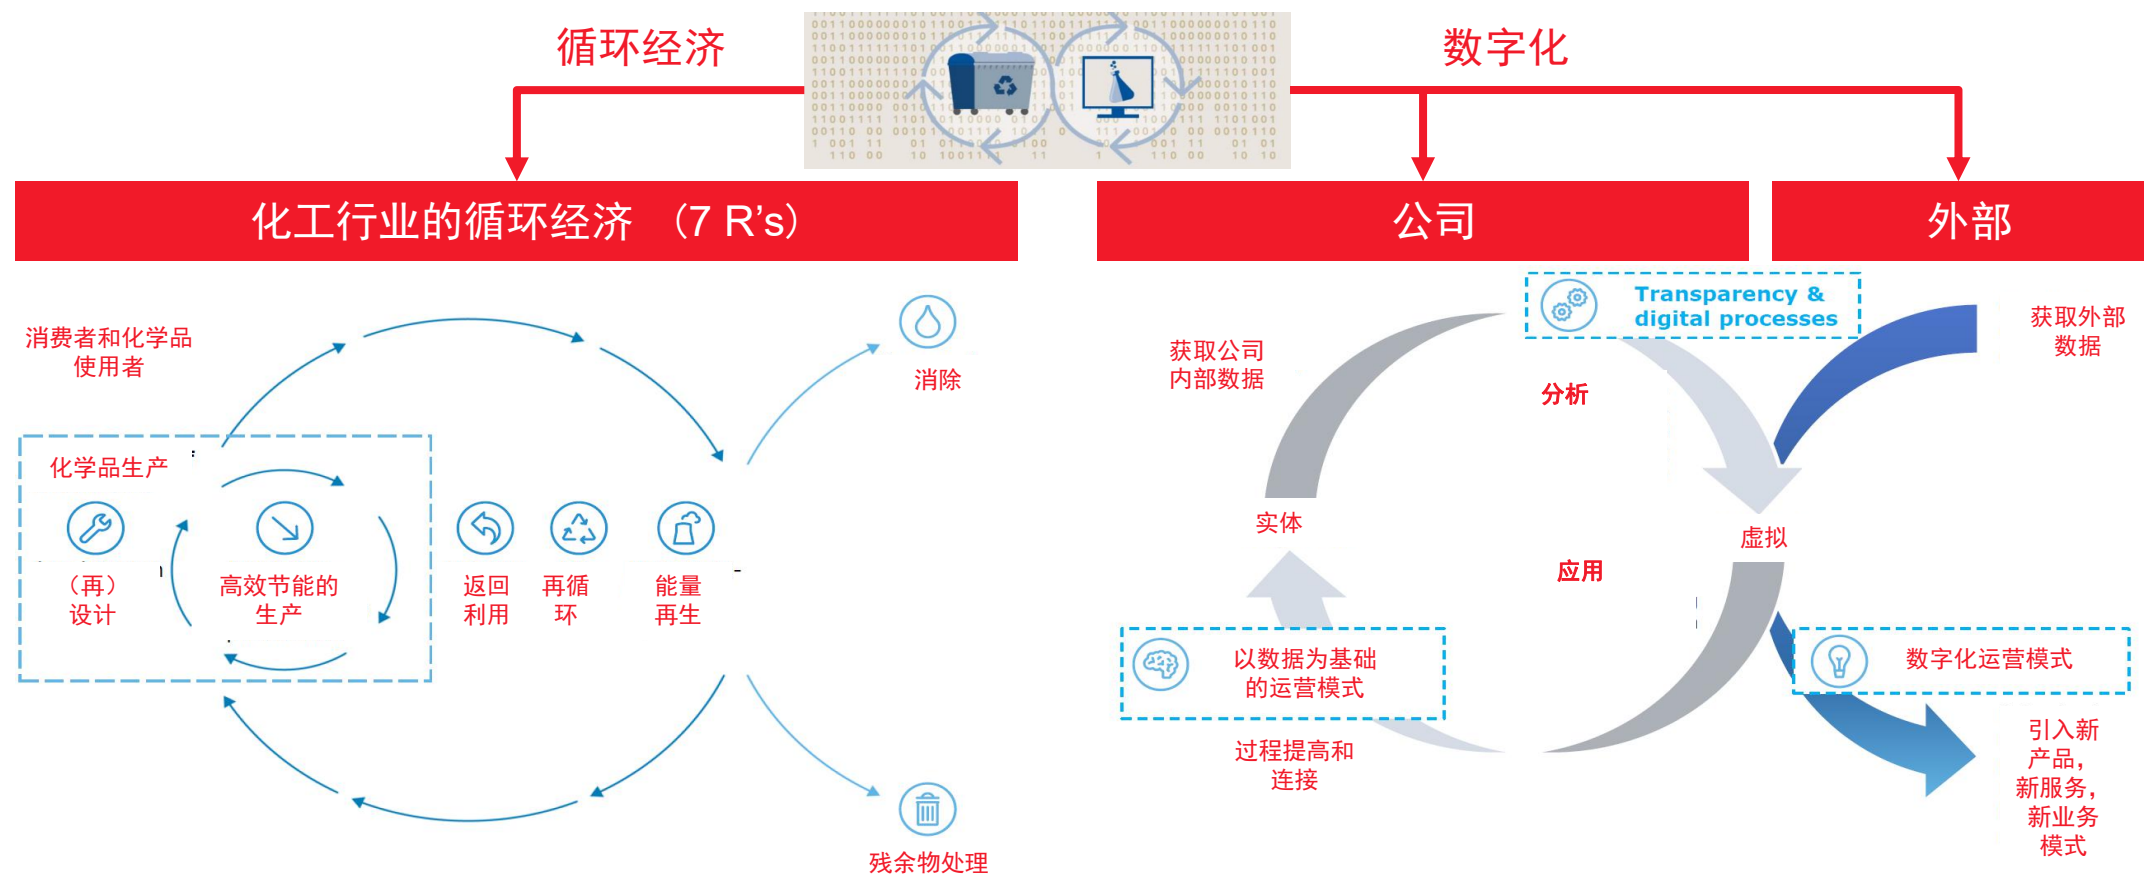 循环经济
数字化
化工行业的循环经济 （7 R’s）
公司
外部
消费者和化学品
使用者
消除
化学品生产
（再）
设计
高效节能的
生产
返回
利用
再循
环
能量
再生
残余物处理
Transparency &
digital processes
获取公司
内部数据
获取外部
数据
分析
实体
虚拟
应用
以数据为基础
的运营模式
数字化运营模式
过程提高和
连接
引入新
产品，
新服务，
新业务
模式